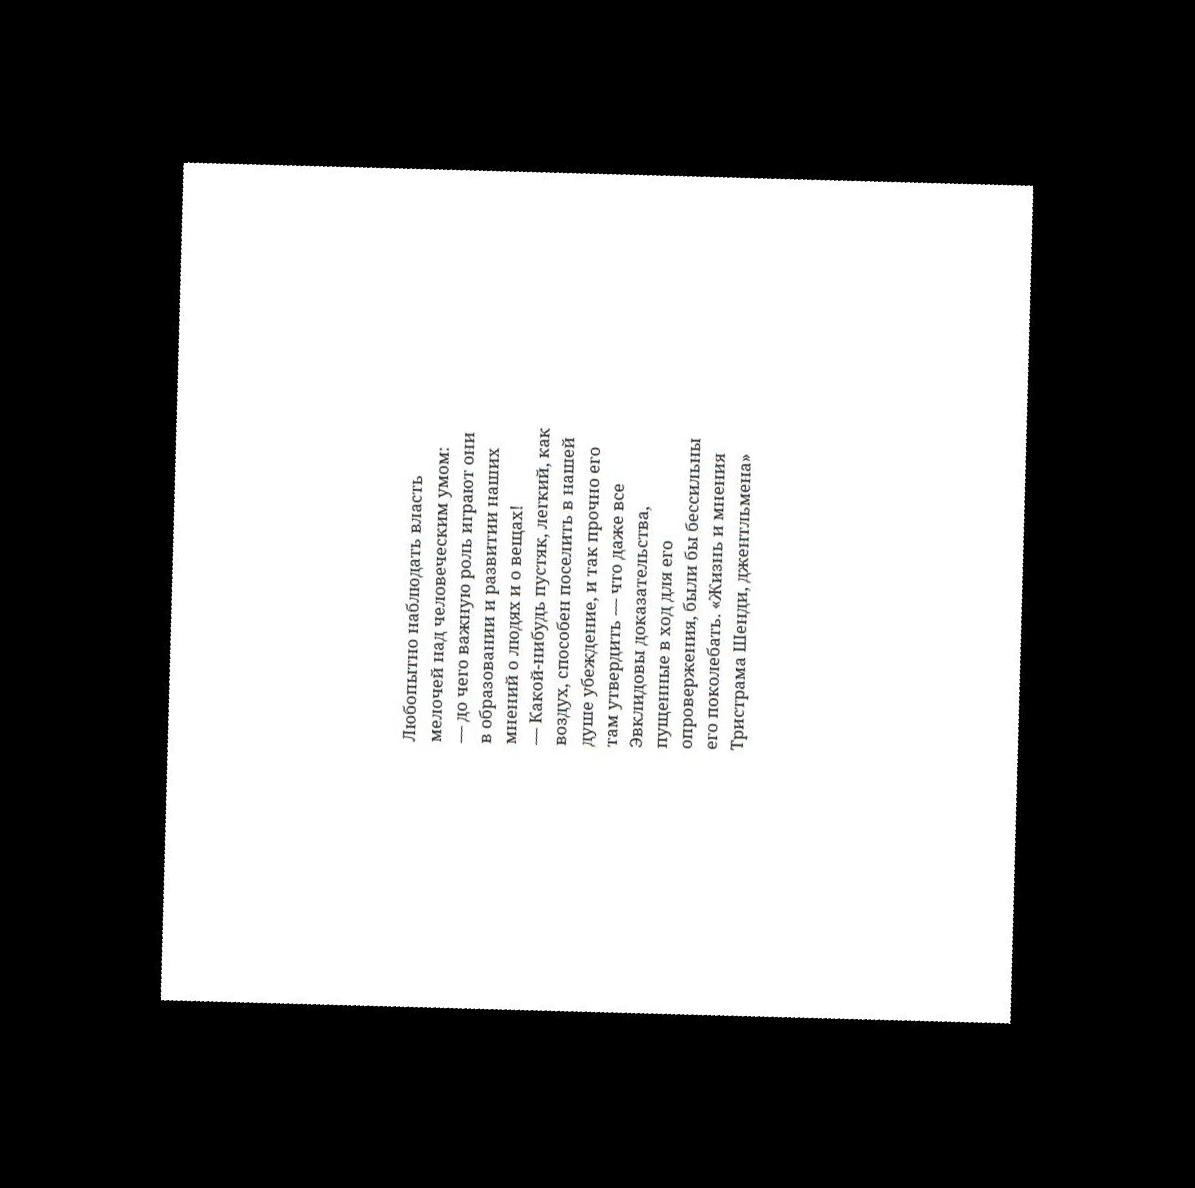 Любопытно наблюдать власть
мелочей над человеческим умом:
— до чего важную роль играют они
в образовании и развитии наших
мнений о людях и о вещах!
— Какой-нибудь пустяк, легкий, как
воздух, способен поселить в нашей
душе убеждение, и так прочно его
там утвердить — что даже все
Эвклидовы доказательства,
пущенные в ход для его
опровержения, были бы бессильны
его поколебать. «Жизнь и мнения
Тристрама Шенди, джентльмена»